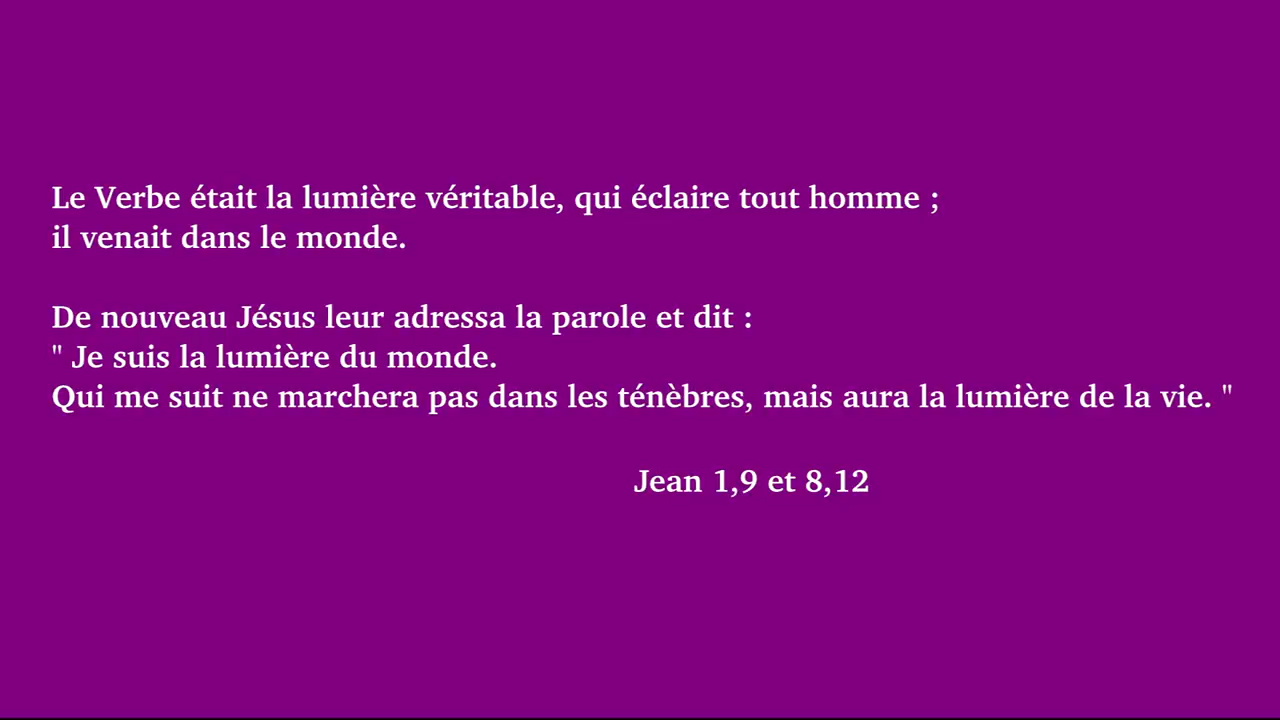 Le Verbe était la lumière véritable, qui éclaire tout homme ;
il venait dans le monde.
De nouveau Jésus leur adressa la parole et dit :
" Je suis la lumière du monde.
Qui me suit ne marchera pas dans les ténèbres, mais aura la lumière de la vie. "
Jean 1,9 et 8,12